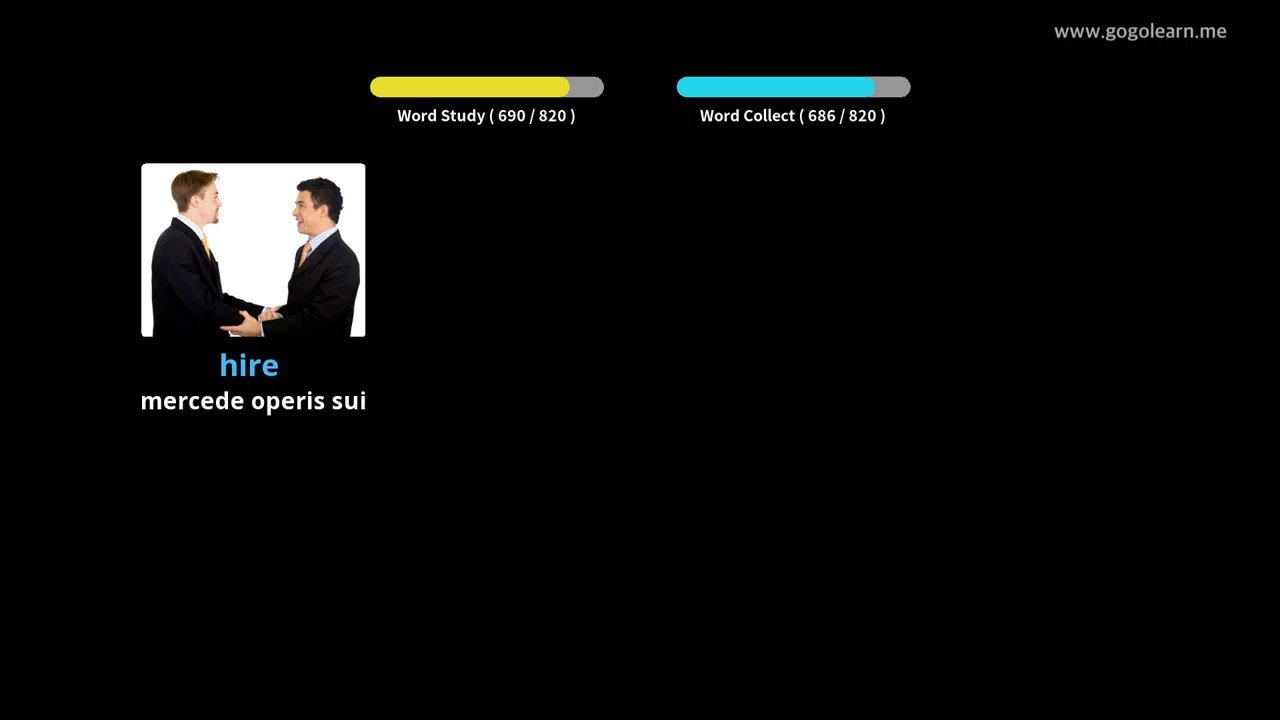 www.gogolearn.me
Word Study ( 690 / 820 )
Word Collect ( 686 / 820 )
hire
mercede operis sui